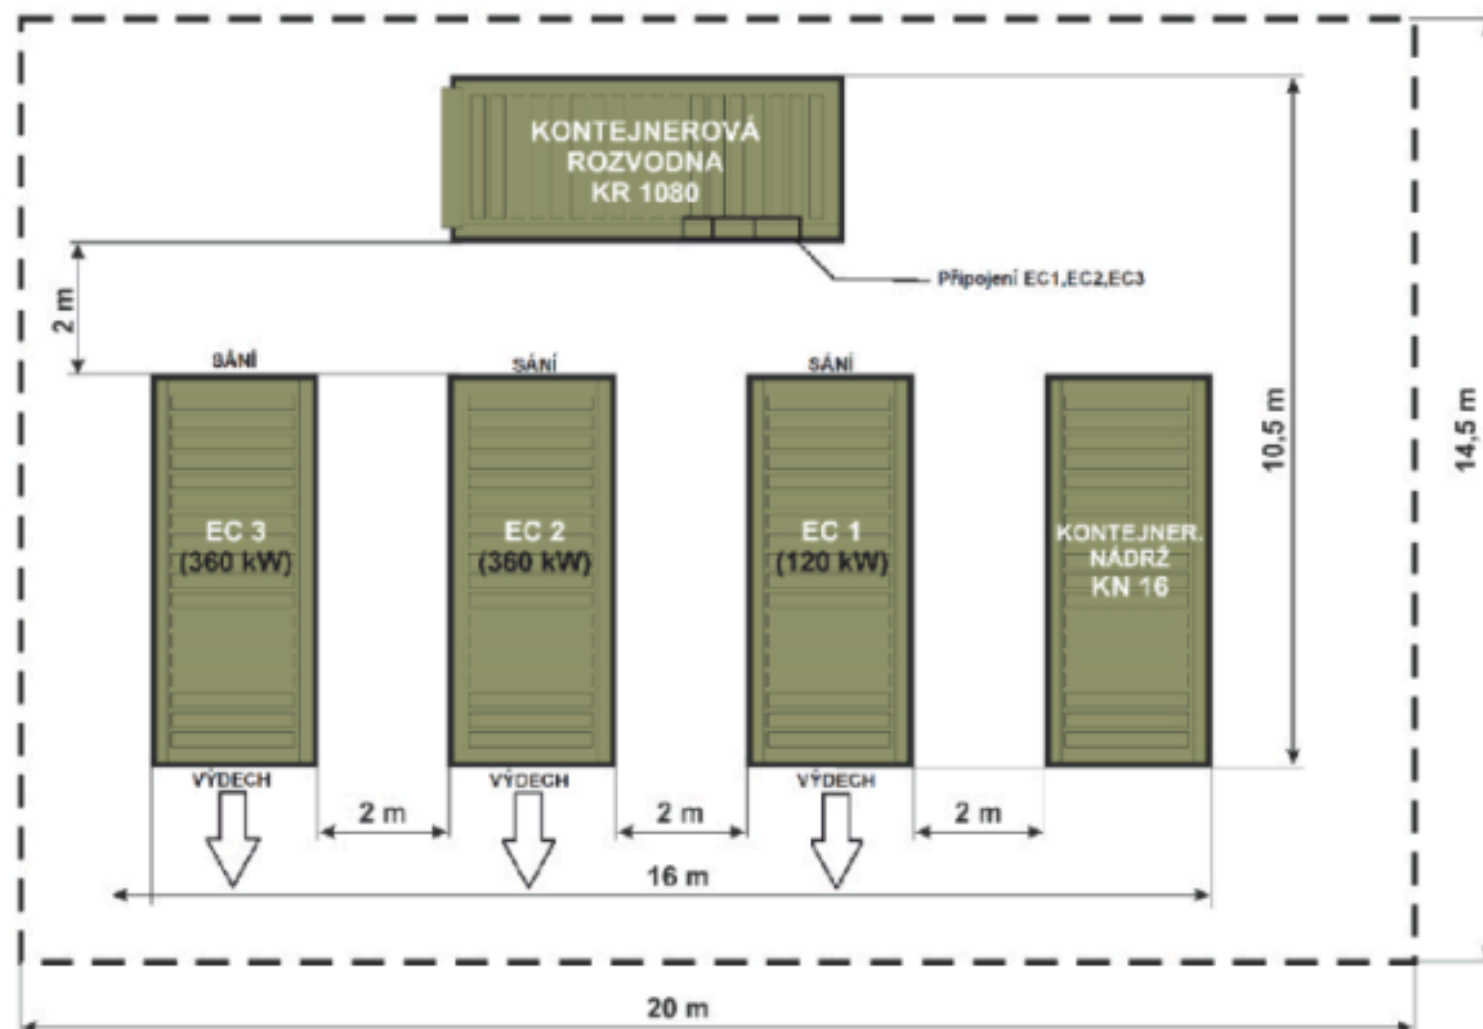 KONTEJNEROVÁ
ROZVODNA
KR 1080
Připojení EC1,EC2,EC3
2 m
SÁNÍ
SÁNÍ
SÁNÍ
10,5 m
14,5 m
EC 3
(360 kW)
EC 2
(360 kW)
EC 1
(120 kW)
KONTEJNER.
NÁDRŽ
KN 16
VÝDECH
VÝDECH
VÝDECH
2 m
2 m
2 m
16 m
20 m